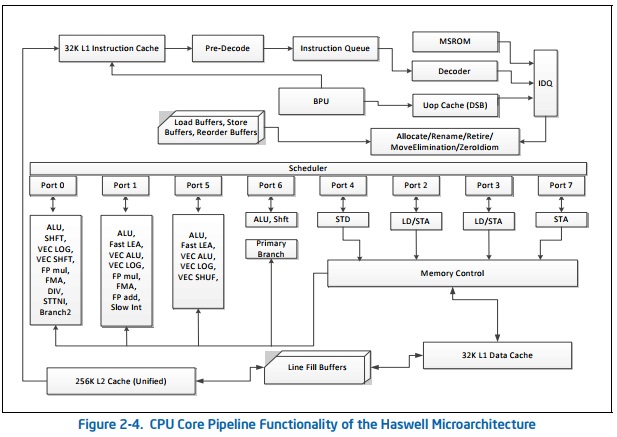 32K L1 Instruction Cache
Pre-Decode
Instruction Queue
MSROM
Decoder
IDQ
BPU
Uop Cache (DSB)
Load Buffers, Store
Buffers, Reorder Buffers
Allocate/Rename/Retire/
MoveElimination/ZeroIdiom
Scheduler
Port 0
Port 1
Port 5
Port 6
Port 4
Port 2
Port 3
Port 7
ALU,
SHFT,
VEC LOG,
VEC SHFT,
FP mul,
FMA,
DIV,
STTNI,
Branch2
ALU,
Fast LEA,
VEC ALU,
VEC LOG,
FP mul,
FMA,
FP add,
Slow Int
ALU,
Fast LEA,
VEC ALU,
VEC LOG,
VEC SHUF,
ALU, Shft
Primary
Branch
STD
LD/STA
LD/STA
STA
Memory Control
32K L1 Data Cache
Line Fill Buffers
256K L2 Cache (Unified)
Figure 2-4. CPU Core Pipeline Functionality of the Haswell Microarchitecture